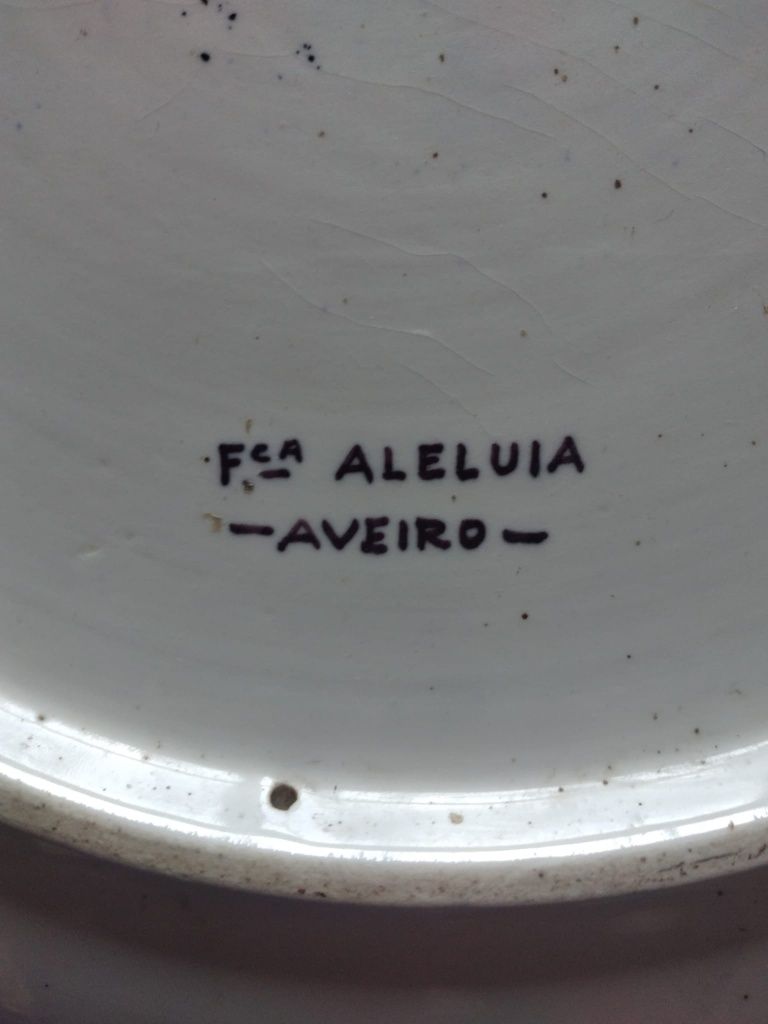 Fᶜᴬ ALELUIA
— AVEIRO —